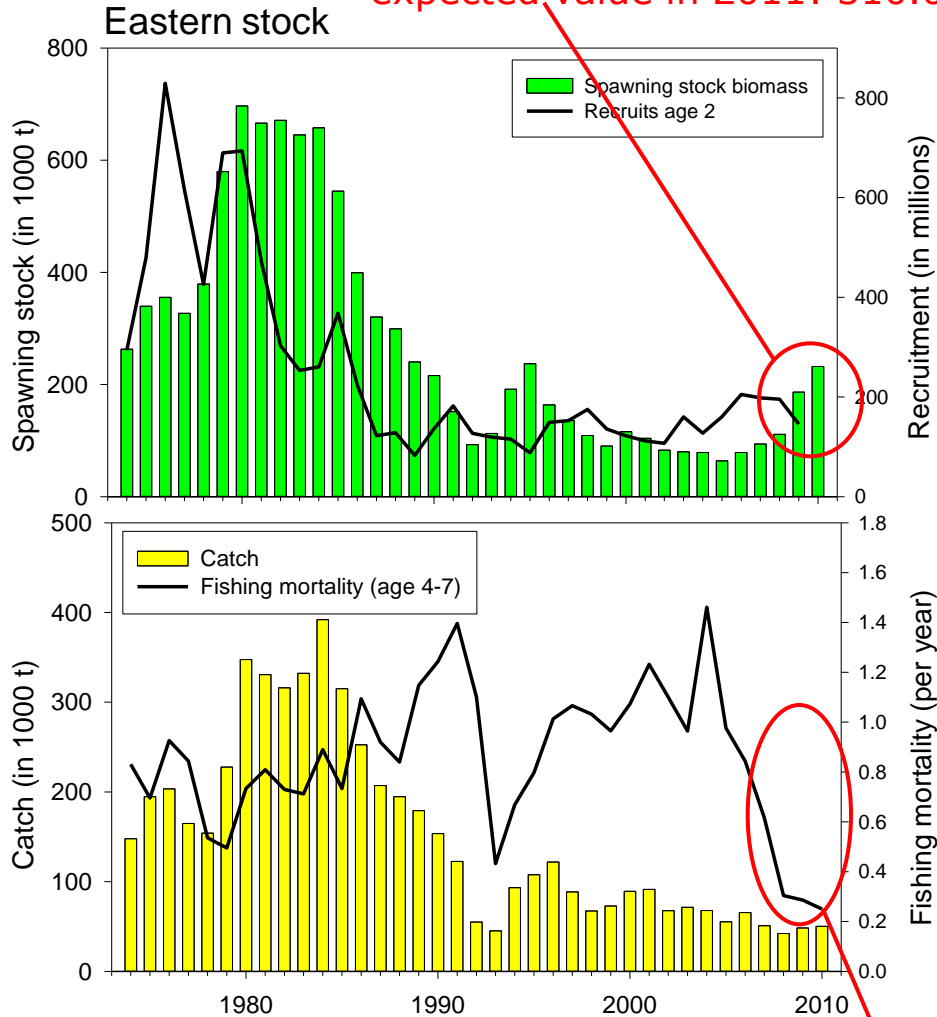 expected value in 2011: 310.0
Eastern stock
Spawning stock biomass
Recruits age 2
Spawning stock (in 1000 t)
800
600
400
200
0
Recruitment (in millions)
800
600
400
200
0
Catch
Fishing mortality (age 4-7)
Catch (in 1000 t)
500
400
300
200
100
0
Fishing mortality (per year)
1.8
1.6
1.4
1.2
1.0
0.8
0.6
0.4
0.2
0.0
1980 1990 2000 2010